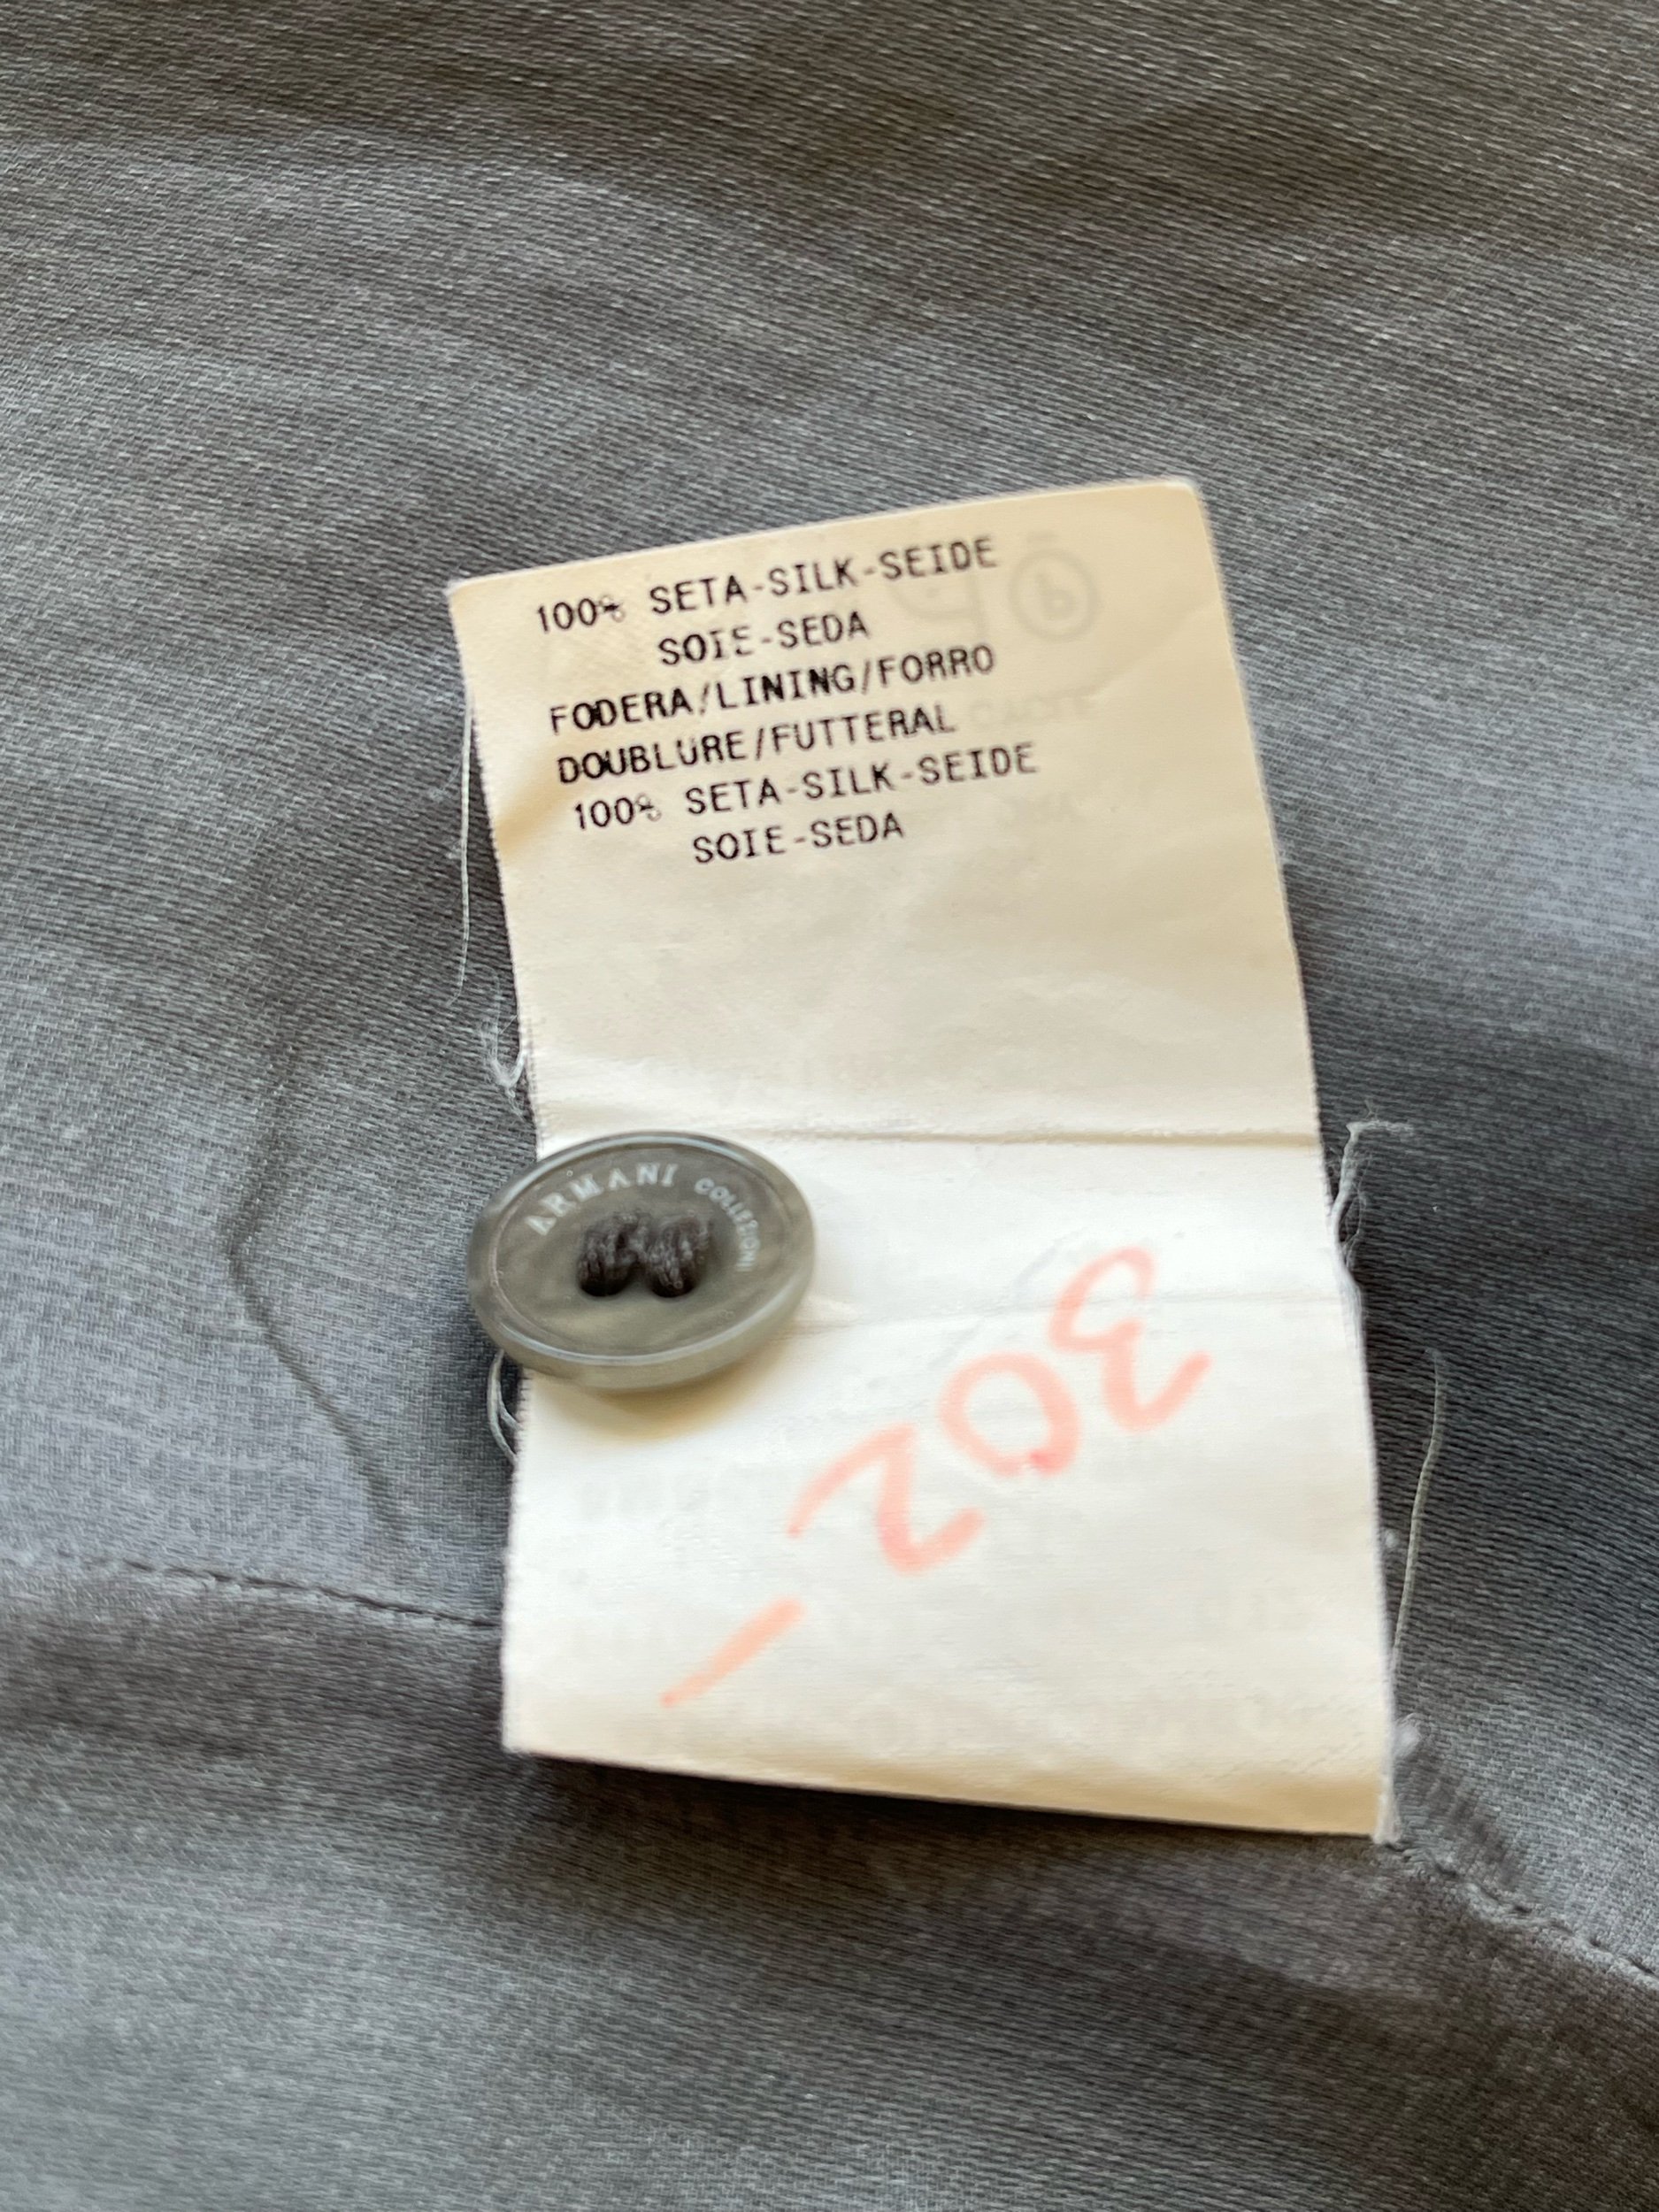 100% SETA-SILK-SEIDE
SOIE-SEDA
FODERA/LINING/FORRO
DOUBLURE/FUTTERAL
100% SETA-SILK-SEIDE
SOIE-SEDA
ARMANI COLLEZIONI
302